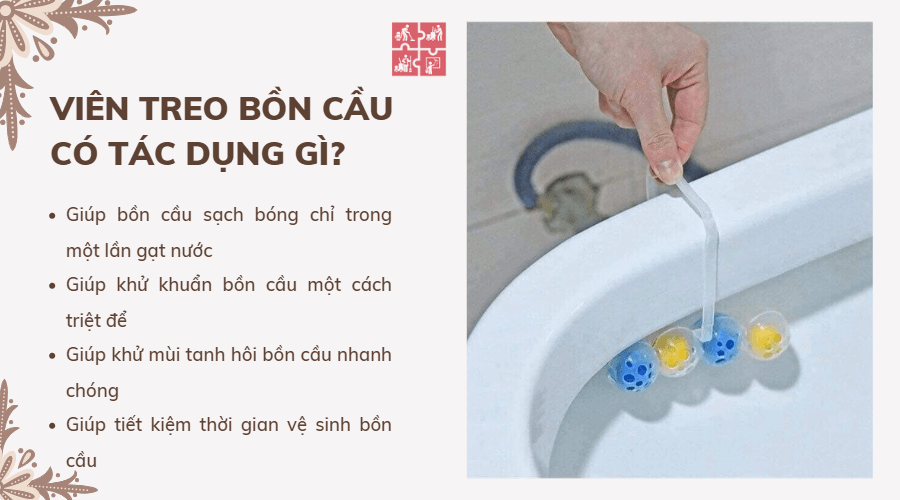 VIÊN TREO BỒN CẦU
CÓ TÁC DỤNG GÌ?
• Giúp bồn cầu sạch bóng chỉ trong
một lần gạt nước
• Giúp khử khuẩn bồn cầu một cách
triệt để
• Giúp khử mùi tanh hôi bồn cầu nhanh
chóng
• Giúp tiết kiệm thời gian vệ sinh bồn
cầu